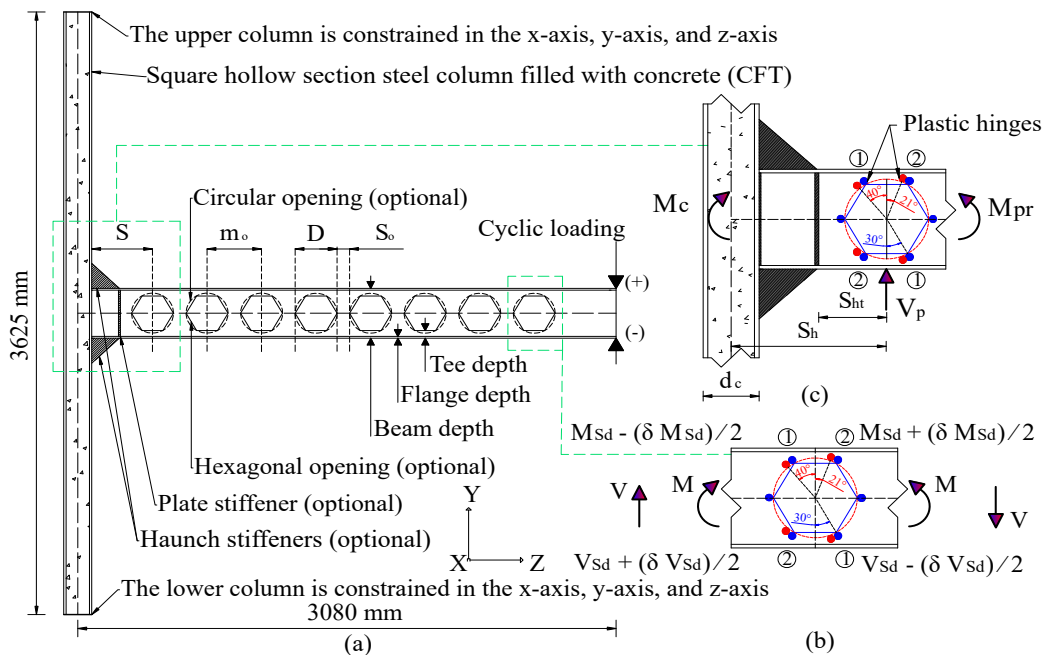 The upper column is constrained in the x-axis, y-axis, and z-axis
Square hollow section steel column filled with concrete (CFT)
3625 mm
Circular opening (optional)
S
mₒ
D
Sₒ
Cyclic loading
(+)
(-)
Tee depth
Flange depth
Beam depth
Hexagonal opening (optional)
Plate stiffener (optional)
Haunch stiffeners (optional)
Y
X
Z
The lower column is constrained in the x-axis, y-axis, and z-axis
3080 mm
(a)
Plastic hinges
①
②
Mc
40°
21°
Mpr
30°
②
①
Sht
Vp
Sh
dc
(c)
MSd - (δ MSd) / 2
①
②
MSd + (δ MSd) / 2
40°
21°
V
M
M
30°
V
VSd + (δ VSd) / 2
②
①
VSd - (δ VSd) / 2
(b)